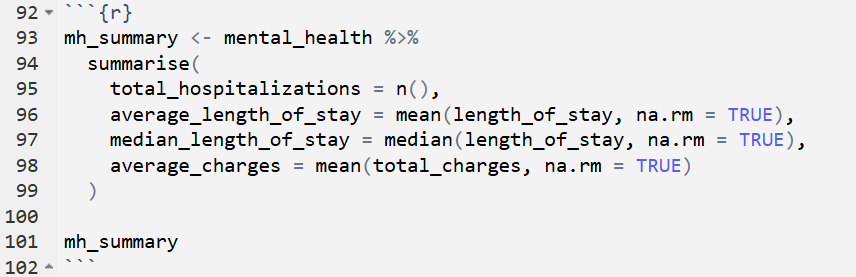 92 ```{r}
93 mh_summary <- mental_health %>%
94   summarise(
95     total_hospitalizations = n(),
96     average_length_of_stay = mean(length_of_stay, na.rm = TRUE),
97     median_length_of_stay = median(length_of_stay, na.rm = TRUE),
98     average_charges = mean(total_charges, na.rm = TRUE)
99   )
100
101 mh_summary
102 ```